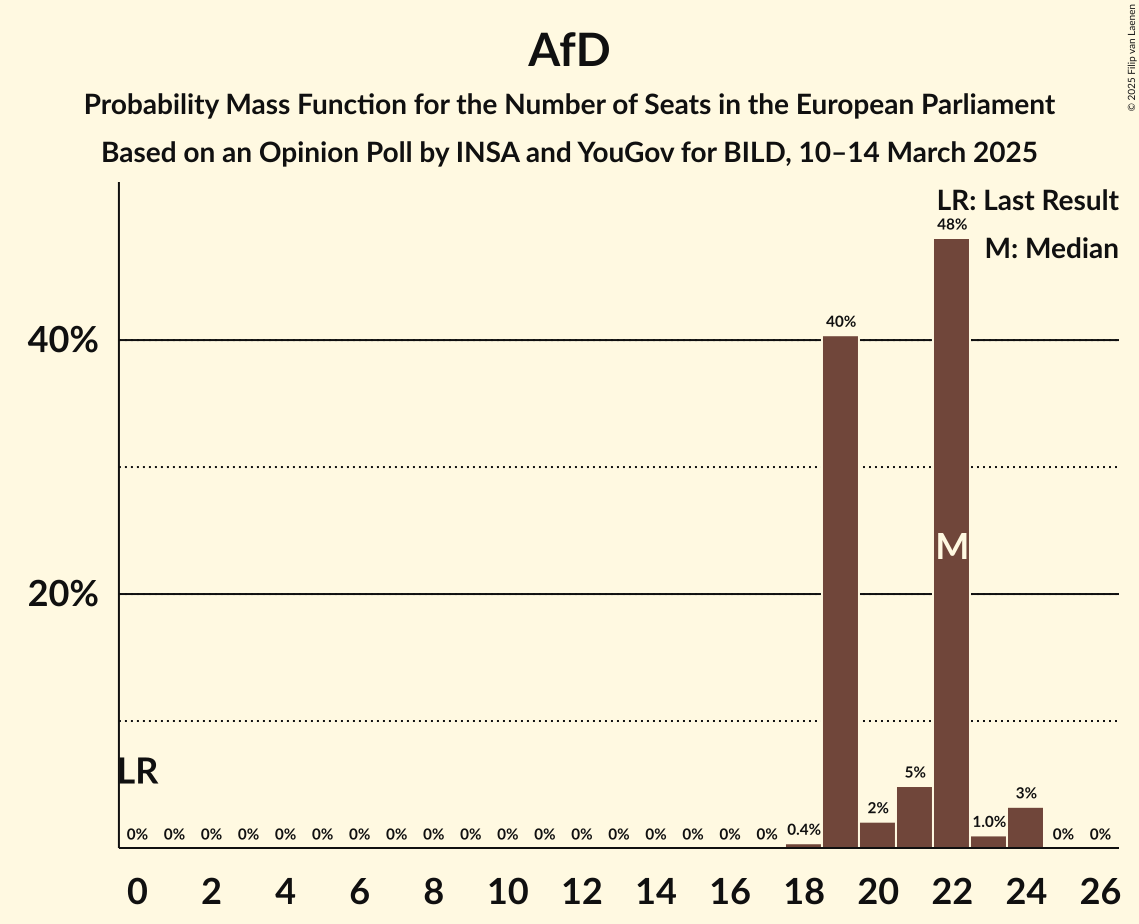 AfD
Probability Mass Function for the Number of Seats in the European Parliament
Based on an Opinion Poll by INSA and YouGov for BILD, 10–14 March 2025
© 2025 Filip van Laenen
LR: Last Result
M: Median
48%
40%
40%
M
20%
LR
0% 0% 0% 0% 0% 0% 0% 0% 0% 0% 0% 0% 0% 0% 0% 0% 0% 0% 0.4% 2% 5% 1.0% 3% 0% 0%
0 2 4 6 8 10 12 14 16 18 20 22 24 26